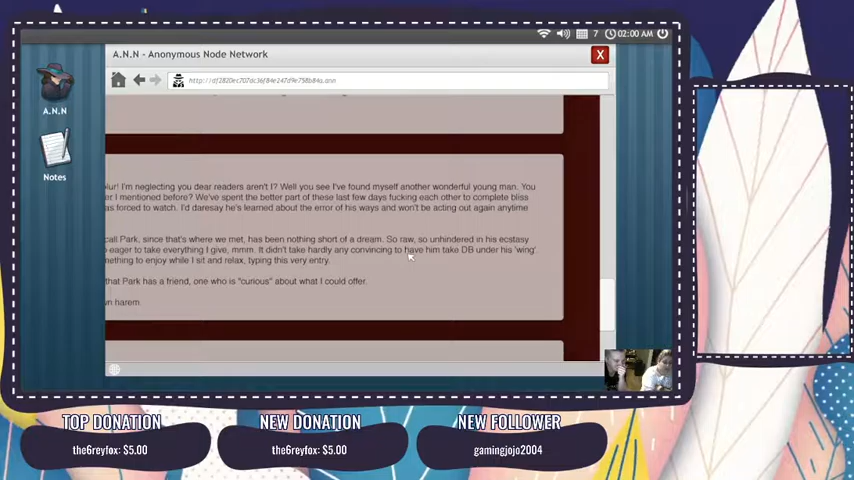 7 02:00 AM
A.N.N - Anonymous Node Network
X
A.N.N
Notes
I'm neglecting you dear readers aren't I? Well you see I've found myself another wonderful young man. You
I mentioned before? We've spent the better part of these last few days fucking each other to complete bliss
as forced to watch. I'd daresay he's learned about the error of his ways and won't be acting out again anytime
call Park, since that's where we met, has been nothing short of a dream. So raw, so unhindered in his ecstasy
eager to take everything I give, mmm. It didn't take hardly any convincing to have him take DB under his 'wing'.
to enjoy while I sit and relax, typing this very entry.
that Park has a friend, one who is "curious" about what I could offer.
harem
TOP DONATION
the6reyfox: $5.00
NEW DONATION
the6reyfox: $5.00
NEW FOLLOWER
gamingjojo2004